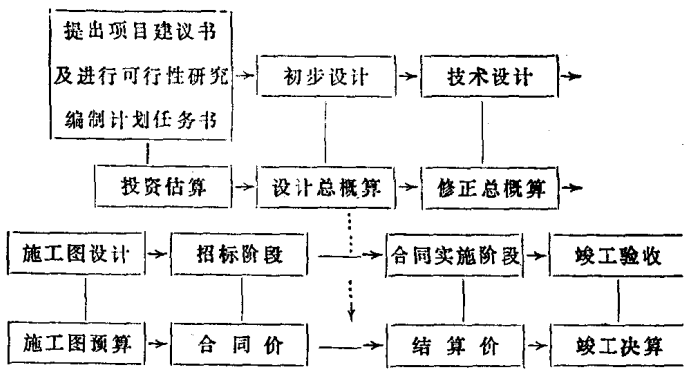 提出项目建议书
及进行可行性研究
编制计划任务书
初步设计
技术设计
投资估算
设计总概算
修正总概算
施工图设计
招标阶段
合同实施阶段
竣工验收
施工图预算
合同价
结算价
竣工决算